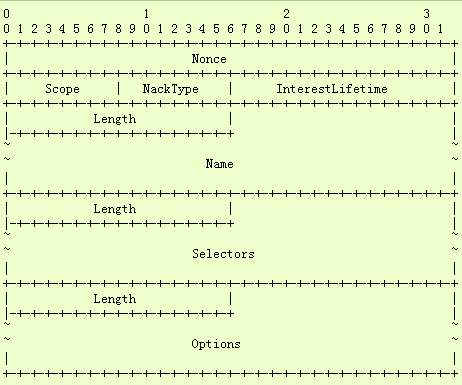 0 1 2 3
0 1 2 3 4 5 6 7 8 9 0 1 2 3 4 5 6 7 8 9 0 1 2 3 4 5 6 7 8 9 0 1
Nonce
Scope | NackType | InterestLifetime
Length
Name
Length
Selectors
Length
Options